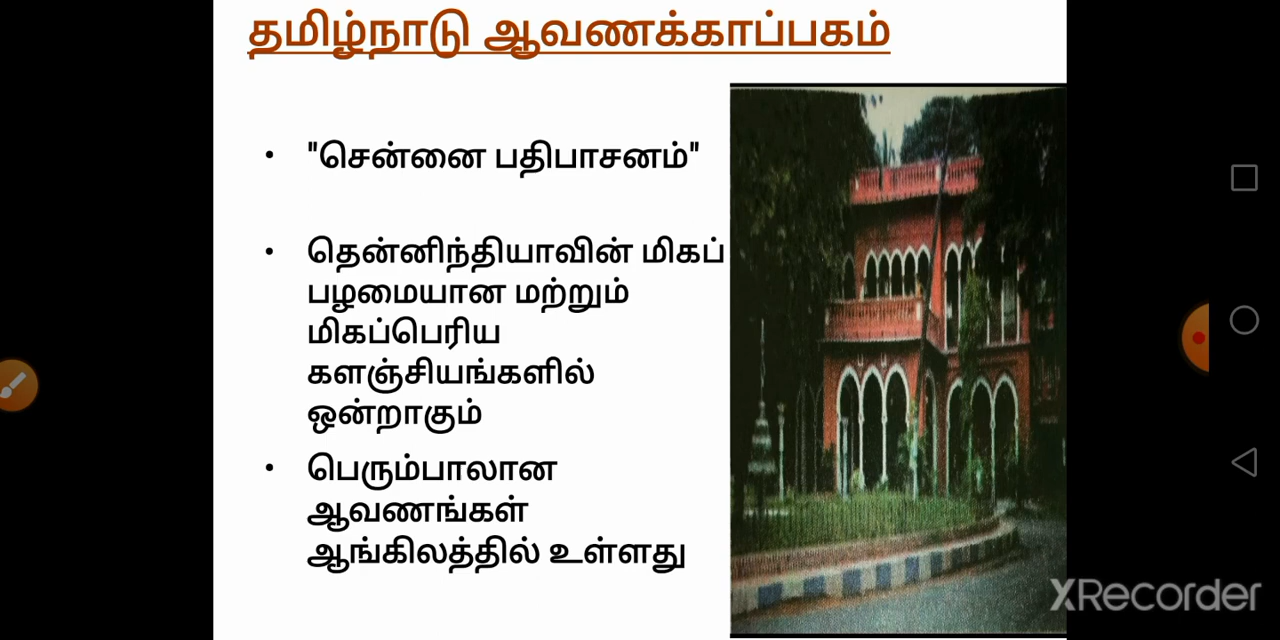 தமிழ்நாடு ஆவணக்காப்பகம்
• "சென்னை பதிபாசனம்"
• தென்னிந்தியாவின் மிகப்
பழமையான மற்றும்
மிகப்பெரிய
களஞ்சியங்களில்
ஒன்றாகும்
• பெரும்பாலான
ஆவணங்கள்
ஆங்கிலத்தில் உள்ளது
XRecorder